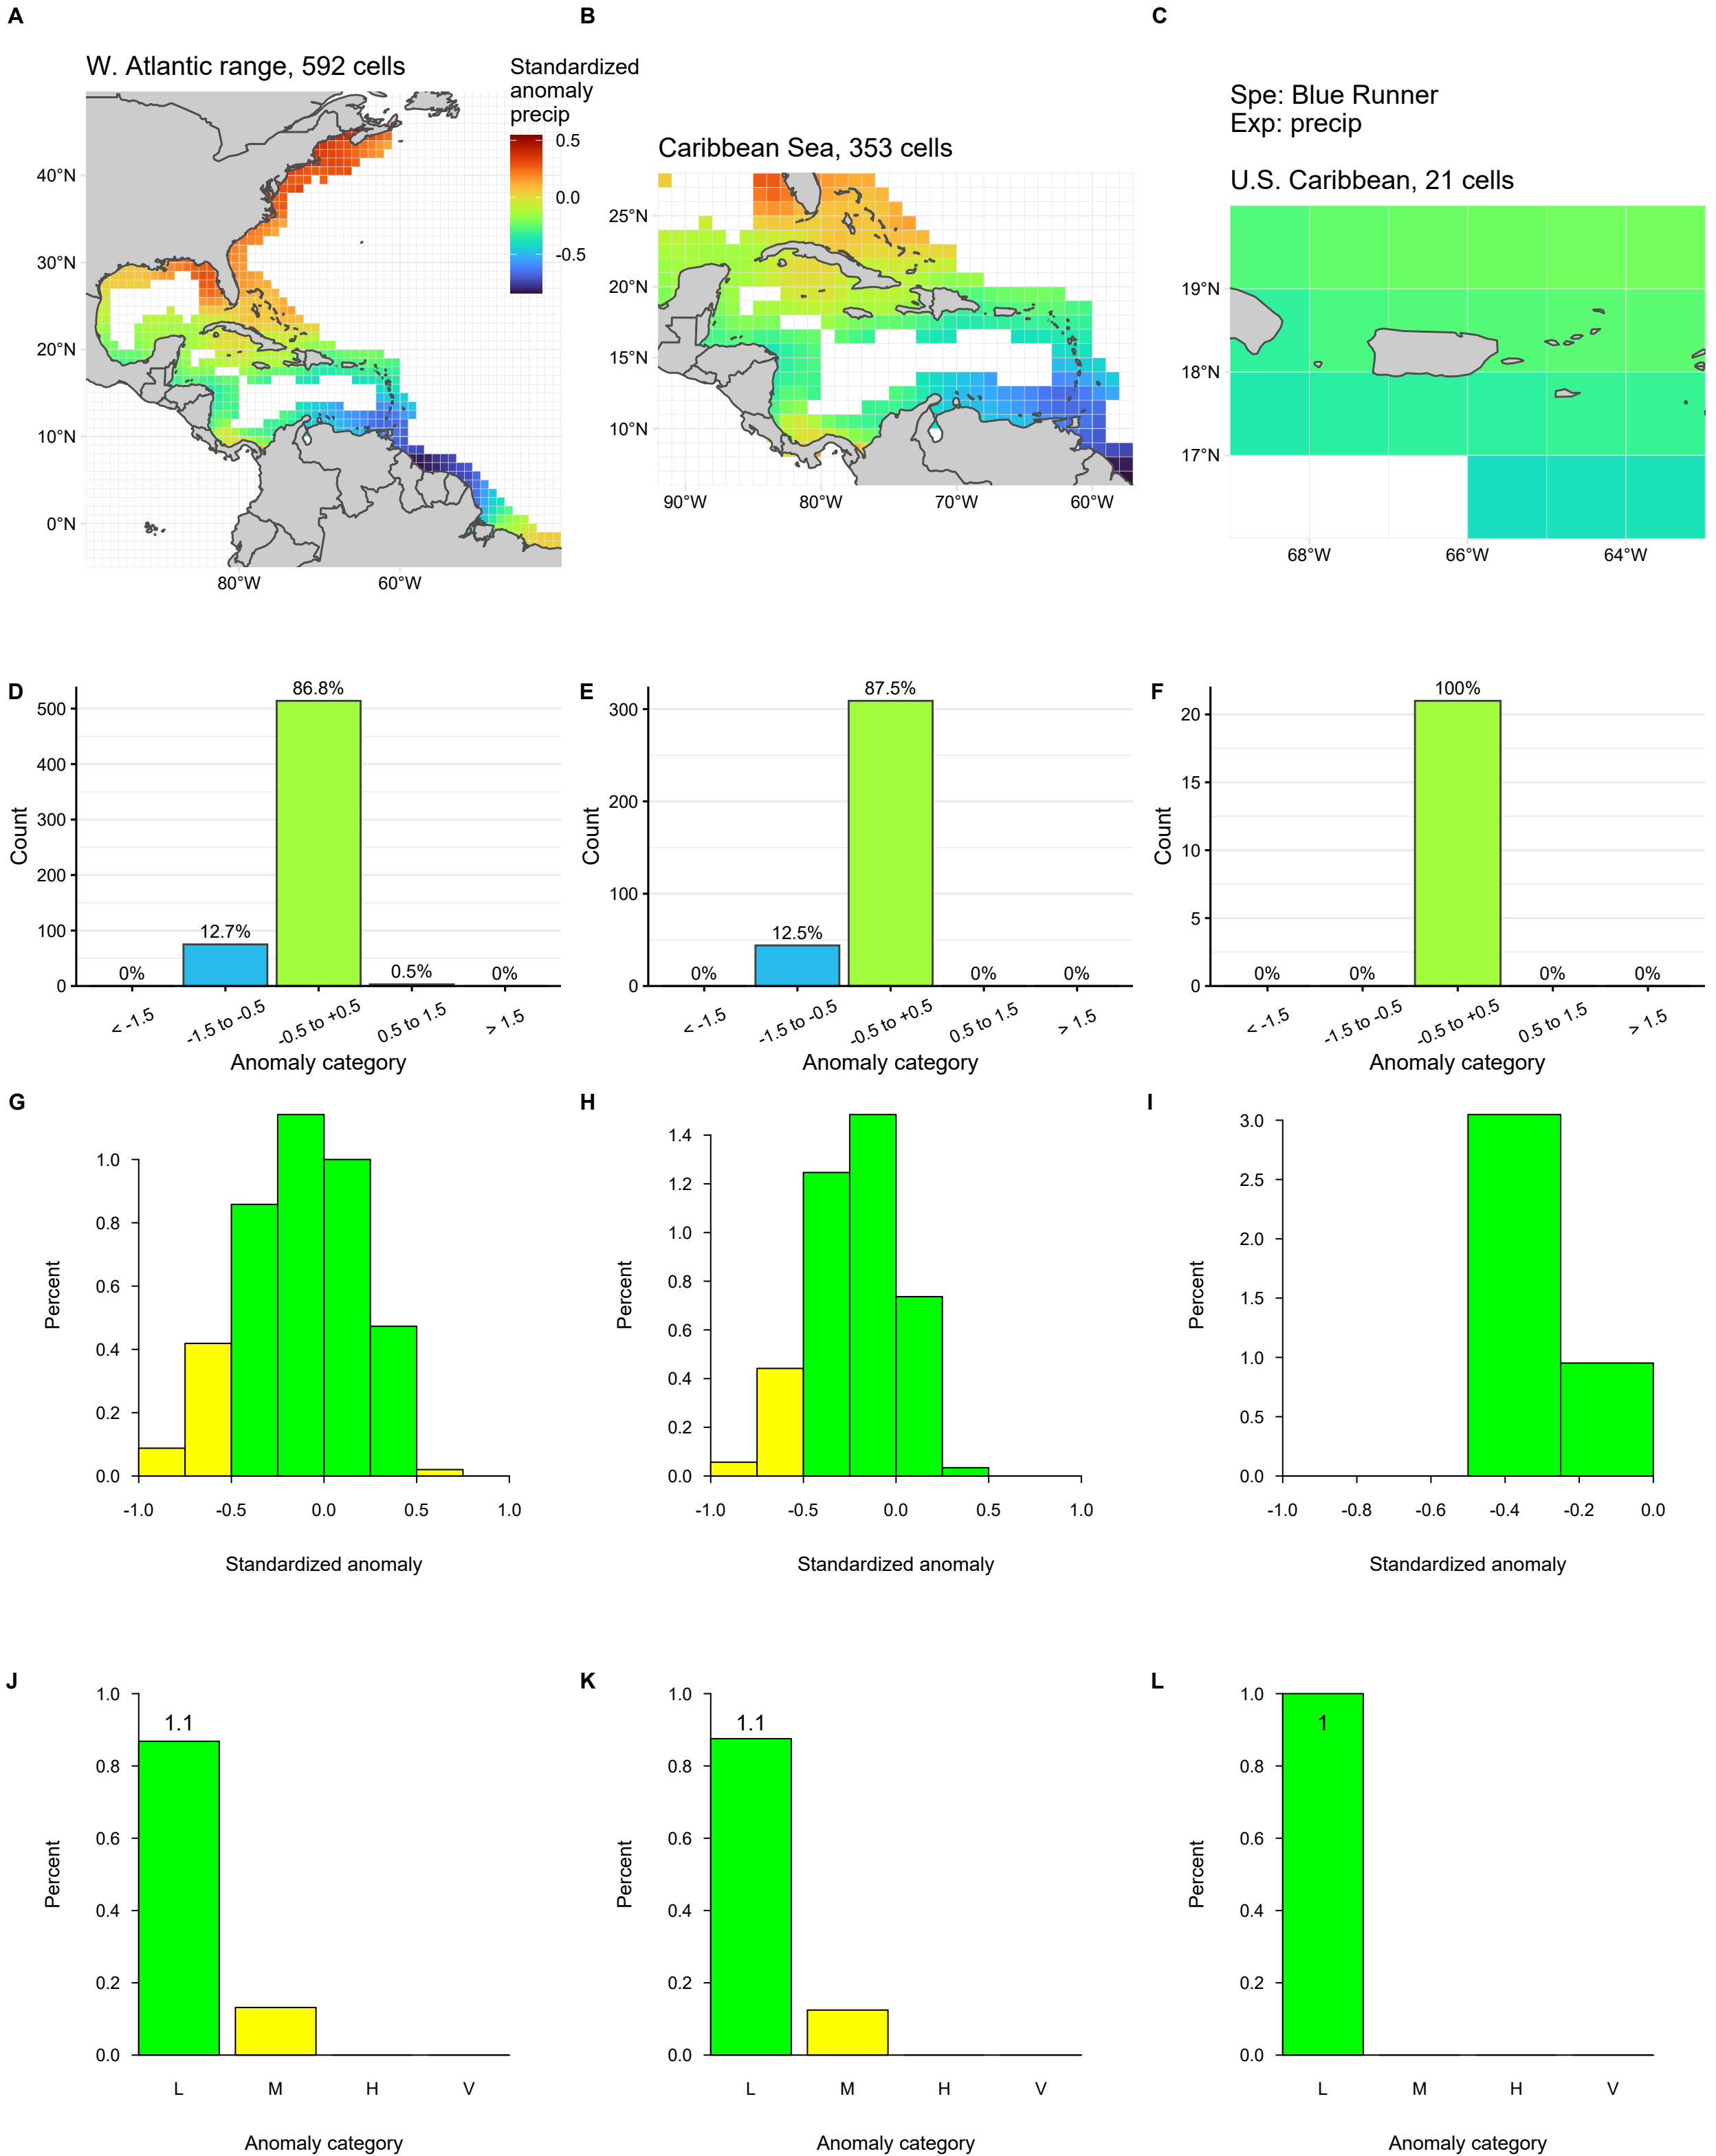 A
B
C
W. Atlantic range, 592 cells
Standardized
anomaly
precip
0.5
0.0
-0.5
40°N
30°N
20°N
10°N
0°N
80°W
60°W
Caribbean Sea, 353 cells
25°N
20°N
15°N
10°N
90°W
80°W
70°W
60°W
Spe: Blue Runner
Exp: precip
U.S. Caribbean, 21 cells
19°N
18°N
17°N
68°W
66°W
64°W
D
Count
500
400
300
200
100
0
0%
12.7%
86.8%
0.5%
0%
< -1.5
-1.5 to -0.5
-0.5 to +0.5
0.5 to 1.5
> 1.5
Anomaly category
E
Count
300
200
100
0
0%
12.5%
87.5%
0%
0%
< -1.5
-1.5 to -0.5
-0.5 to +0.5
0.5 to 1.5
> 1.5
Anomaly category
F
Count
20
15
10
5
0
0%
0%
100%
0%
0%
< -1.5
-1.5 to -0.5
-0.5 to +0.5
0.5 to 1.5
> 1.5
Anomaly category
G
Percent
1.0
0.8
0.6
0.4
0.2
0.0
-1.0
-0.5
0.0
0.5
1.0
Standardized anomaly
H
Percent
1.4
1.2
1.0
0.8
0.6
0.4
0.2
0.0
-1.0
-0.5
0.0
0.5
1.0
Standardized anomaly
I
Percent
3.0
2.5
2.0
1.5
1.0
0.5
0.0
-1.0
-0.8
-0.6
-0.4
-0.2
0.0
Standardized anomaly
J
Percent
1.0
0.8
0.6
0.4
0.2
0.0
1.1
L
M
H
V
Anomaly category
K
Percent
1.0
0.8
0.6
0.4
0.2
0.0
1.1
L
M
H
V
Anomaly category
L
Percent
1.0
0.8
0.6
0.4
0.2
0.0
1
L
M
H
V
Anomaly category